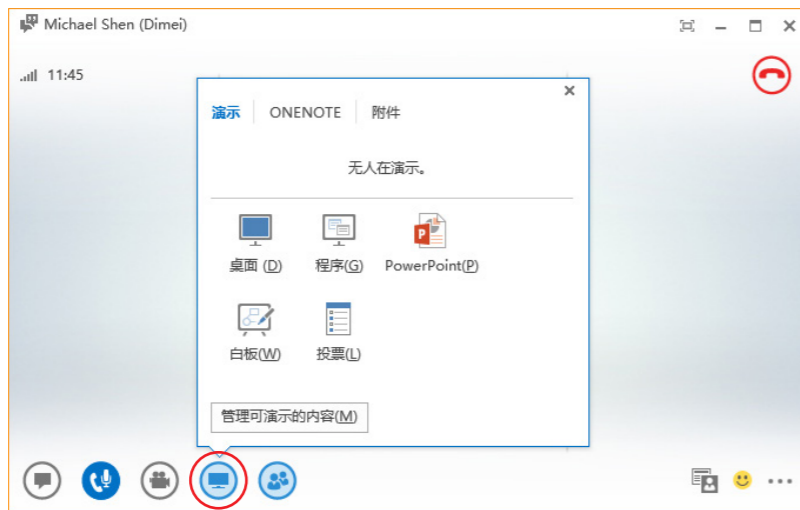 Michael Shen (Dimei)
11:45
演示 ONENOTE 附件
无人在演示。
桌面 (D) 程序(G) PowerPoint(P)
白板(W) 投票(L)
管理可演示的内容(M)